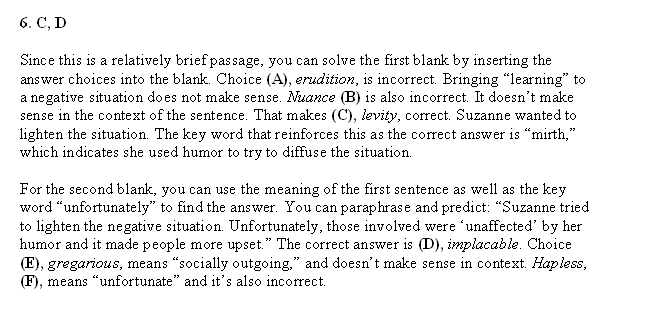 6. C, D
Since this is a relatively brief passage, you can solve the first blank by inserting the
answer choices into the blank. Choice (A), erudition, is incorrect. Bringing “learning” to
a negative situation does not make sense. Nuance (B) is also incorrect. It doesn’t make
sense in the context of the sentence. That makes (C), levity, correct. Suzanne wanted to
lighten the situation. The key word that reinforces this as the correct answer is “mirth,”
which indicates she used humor to try to diffuse the situation.
For the second blank, you can use the meaning of the first sentence as well as the key
word “unfortunately” to find the answer. You can paraphrase and predict: “Suzanne tried
to lighten the negative situation. Unfortunately, those involved were ‘unaffected’ by her
humor and it made people more upset.” The correct answer is (D), implacable. Choice
(E), gregarious, means “socially outgoing,” and doesn’t make sense in context. Hapless,
(F), means “unfortunate” and it’s also incorrect.